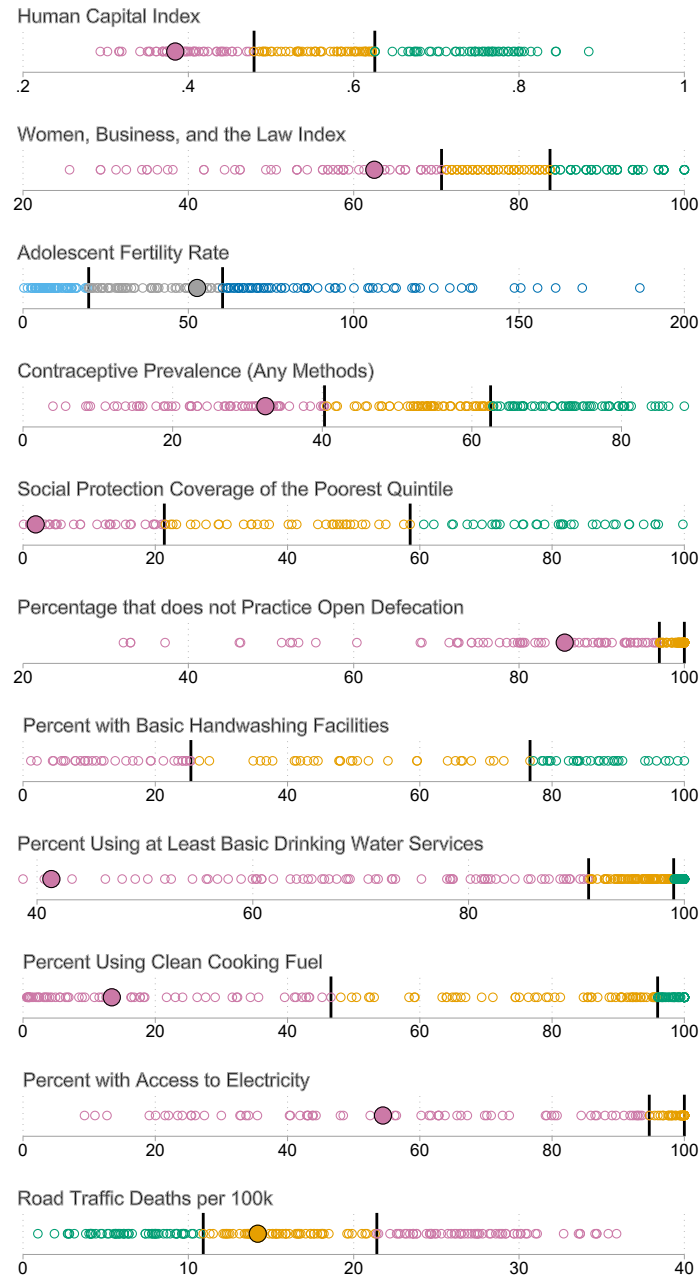 Human Capital Index
.2 .4 .6 .8 1
Women, Business, and the Law Index
20 40 60 80 100
Adolescent Fertility Rate
0 50 100 150 200
Contraceptive Prevalence (Any Methods)
0 20 40 60 80
Social Protection Coverage of the Poorest Quintile
0 20 40 60 80 100
Percentage that does not Practice Open Defecation
20 40 60 80 100
Percent with Basic Handwashing Facilities
0 20 40 60 80 100
Percent Using at Least Basic Drinking Water Services
40 60 80 100
Percent Using Clean Cooking Fuel
0 20 40 60 80 100
Percent with Access to Electricity
0 20 40 60 80 100
Road Traffic Deaths per 100k
0 10 20 30 40